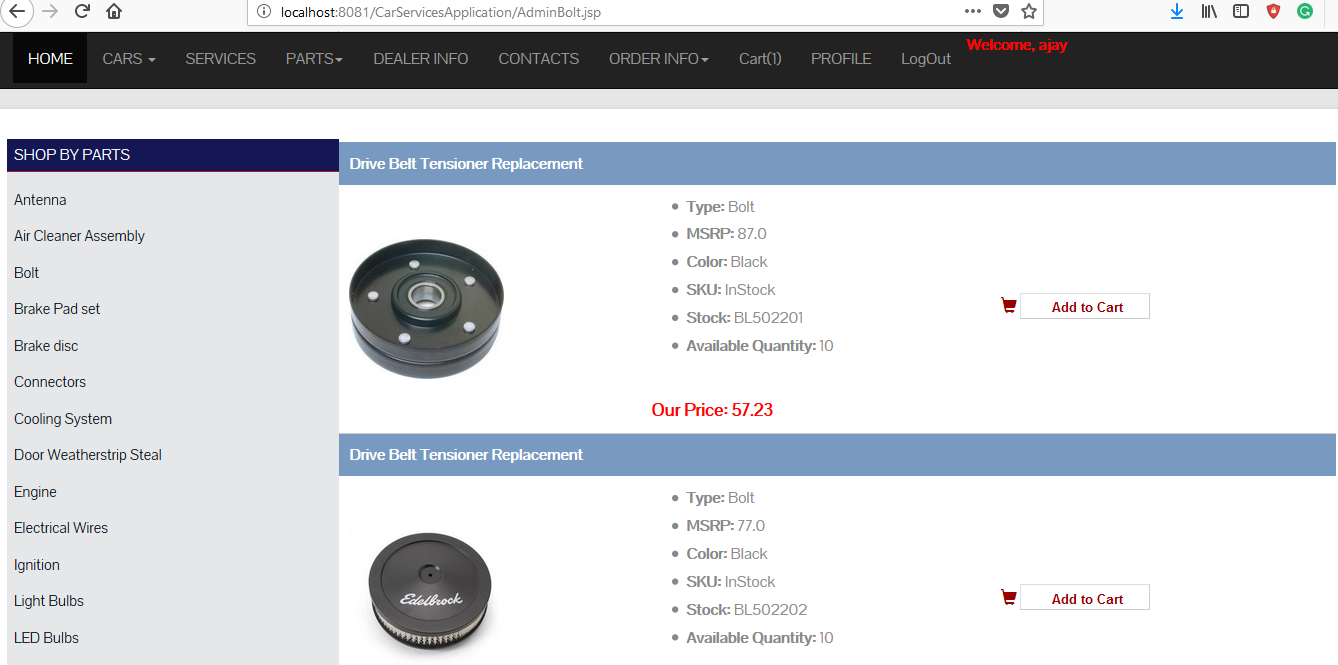 localhost:8081/CarServicesApplication/AdminBolt.jsp
HOME CARS SERVICES PARTS DEALER INFO CONTACTS ORDER INFO Cart(1) PROFILE LogOut Welcome, ajay
SHOP BY PARTS
Antenna
Air Cleaner Assembly
Bolt
Brake Pad set
Brake disc
Connectors
Cooling System
Door Weatherstrip Steal
Engine
Electrical Wires
Ignition
Light Bulbs
LED Bulbs
Drive Belt Tensioner Replacement
Type: Bolt
MSRP: 87.0
Color: Black
SKU: InStock
Stock: BL502201
Available Quantity: 10
Add to Cart
Our Price: 57.23
Drive Belt Tensioner Replacement
Edelbrock
Type: Bolt
MSRP: 77.0
Color: Black
SKU: InStock
Stock: BL502202
Available Quantity: 10
Add to Cart